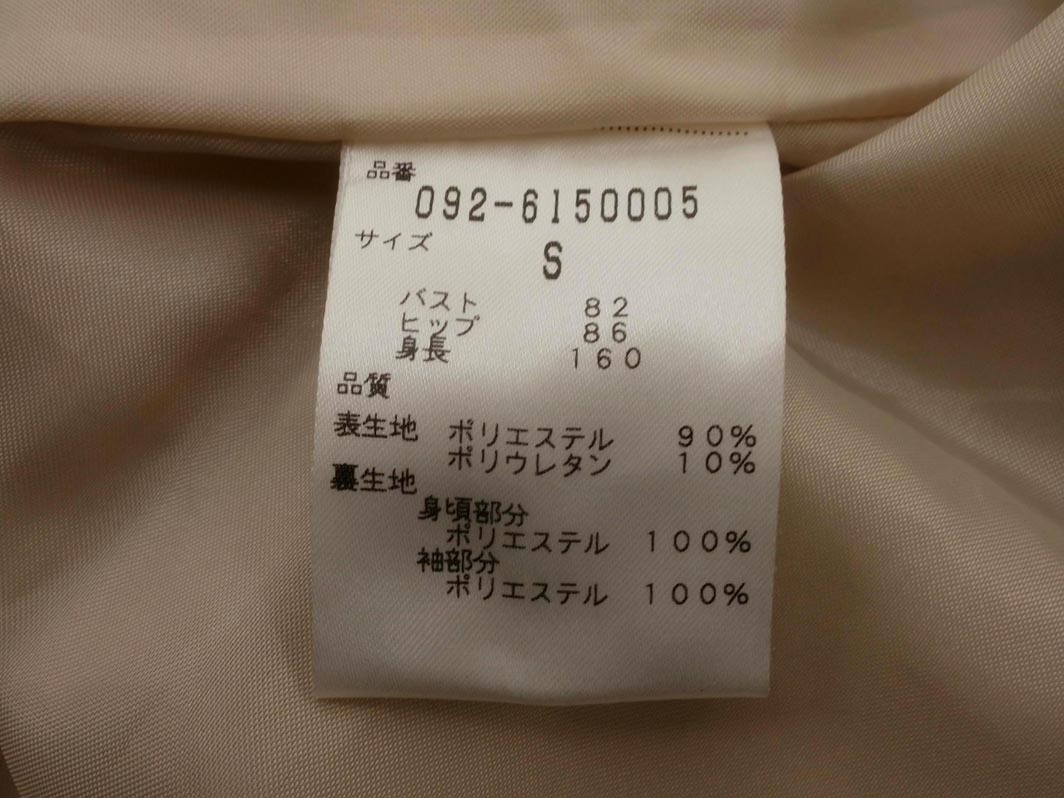 品番
092-6150005
サイズ
S
バスト 82
ヒップ 86
身長 160
品質
表生地 ポリエステル 90%
ポリウレタン 10%
裏生地
身頃部分
ポリエステル 100%
袖部分
ポリエステル 100%